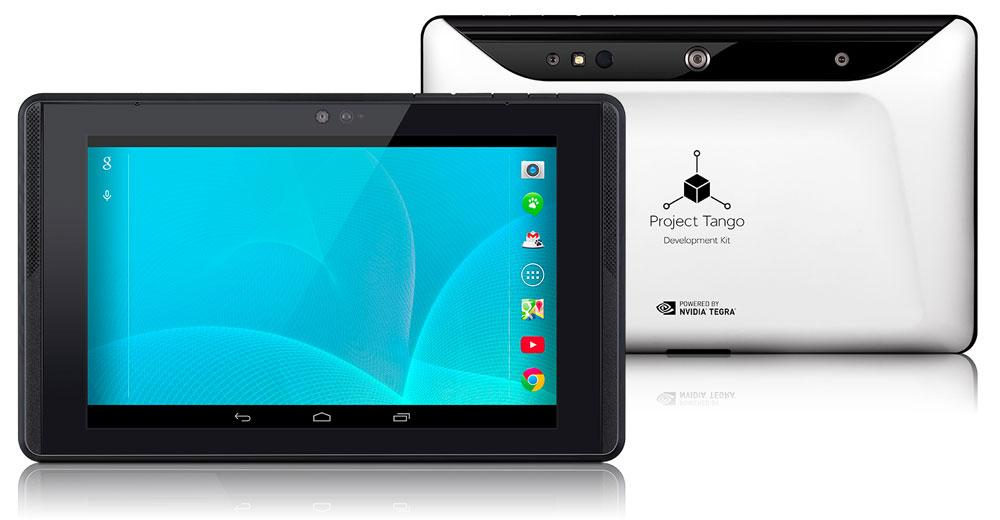 g
Project Tango
Development Kit
POWERED BY
NVIDIA TEGRA